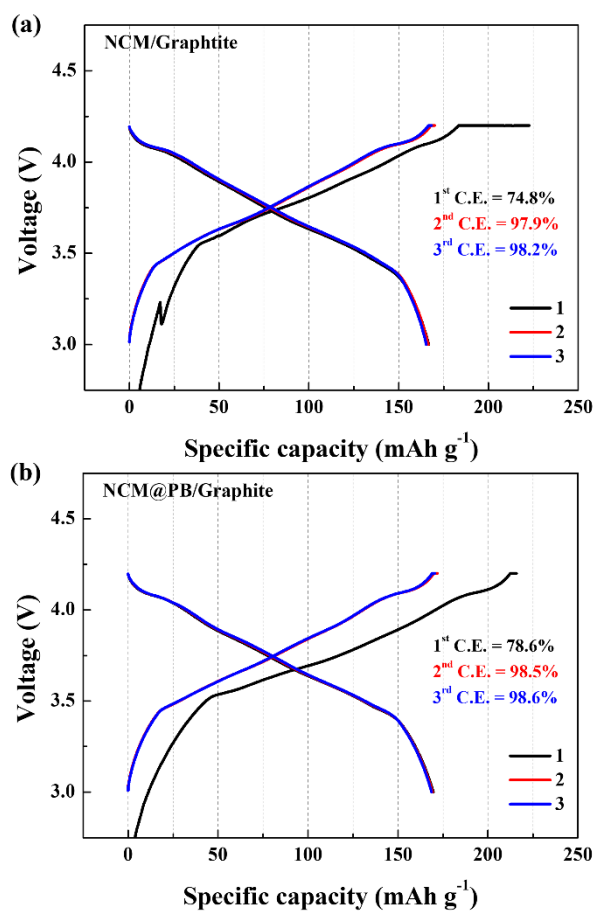 (a)
NCM/Graphtite
4.5
4.0
3.5
3.0
Voltage (V)
1st C.E. = 74.8%
2nd C.E. = 97.9%
3rd C.E. = 98.2%
1
2
3
0 50 100 150 200 250
Specific capacity (mAh g-1)
(b)
NCM@PB/Graphite
4.5
4.0
3.5
3.0
Voltage (V)
1st C.E. = 78.6%
2nd C.E. = 98.5%
3rd C.E. = 98.6%
1
2
3
0 50 100 150 200 250
Specific capacity (mAh g-1)